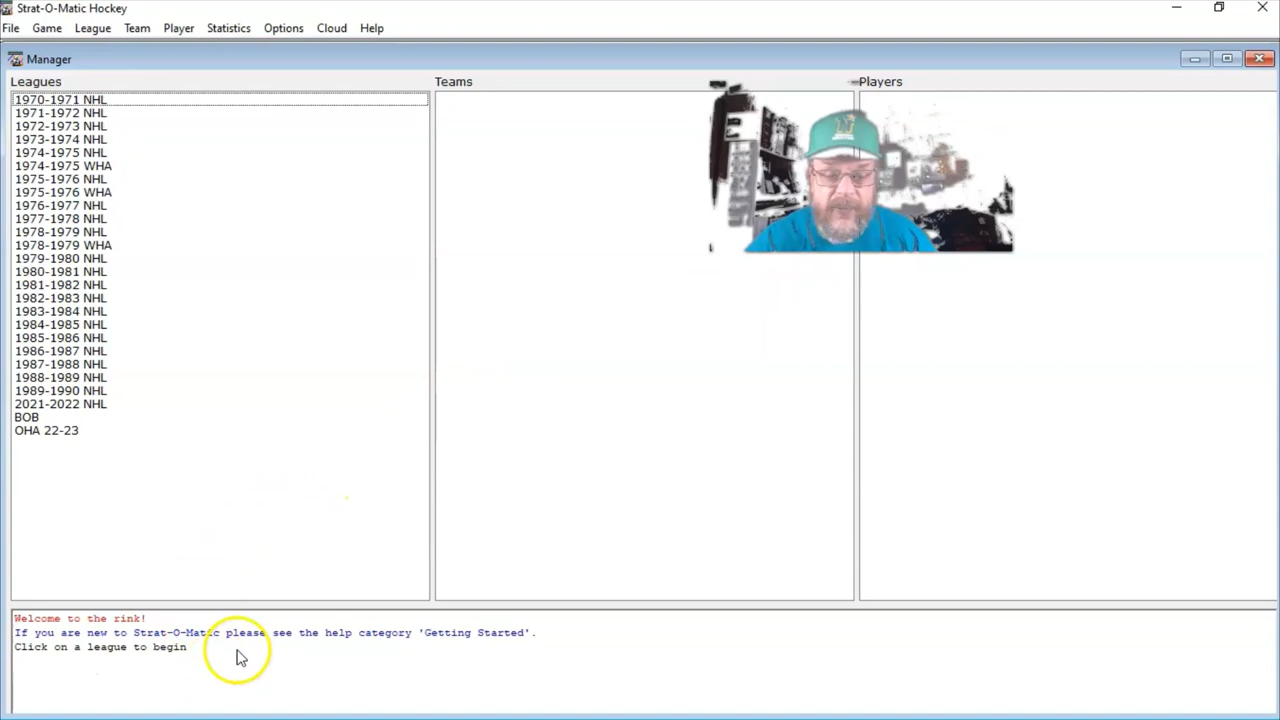 Strat-O-Matic Hockey
File Game League Team Player Statistics Options Cloud Help
Manager
Leagues Teams Players
1970-1971 NHL
1971-1972 NHL
1972-1973 NHL
1973-1974 NHL
1974-1975 NHL
1974-1975 WHA
1975-1976 NHL
1975-1976 WHA
1976-1977 NHL
1977-1978 NHL
1978-1979 NHL
1978-1979 WHA
1979-1980 NHL
1980-1981 NHL
1981-1982 NHL
1982-1983 NHL
1983-1984 NHL
1984-1985 NHL
1985-1986 NHL
1986-1987 NHL
1987-1988 NHL
1988-1989 NHL
1989-1990 NHL
2021-2022 NHL
BOB
OHA 22-23
Welcome to the rink!
If you are new to Strat-O-Matic please see the help category 'Getting Started'.
Click on a league to begin